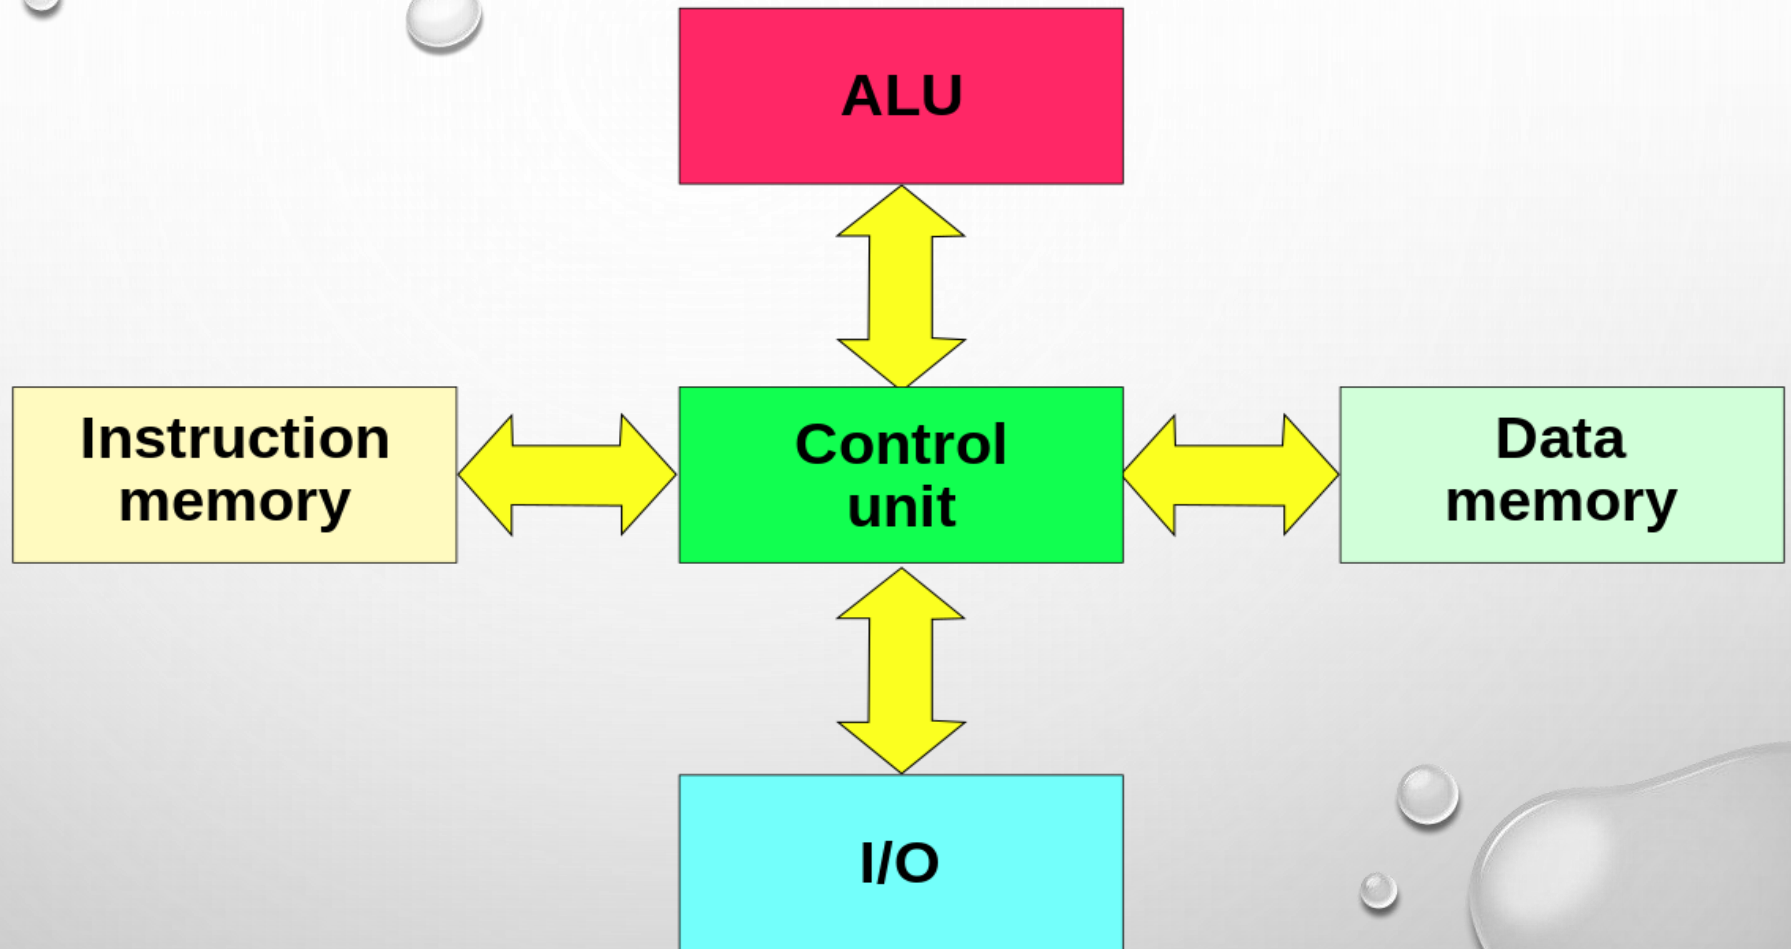 ALU
Instruction
memory
Control
unit
Data
memory
I/O